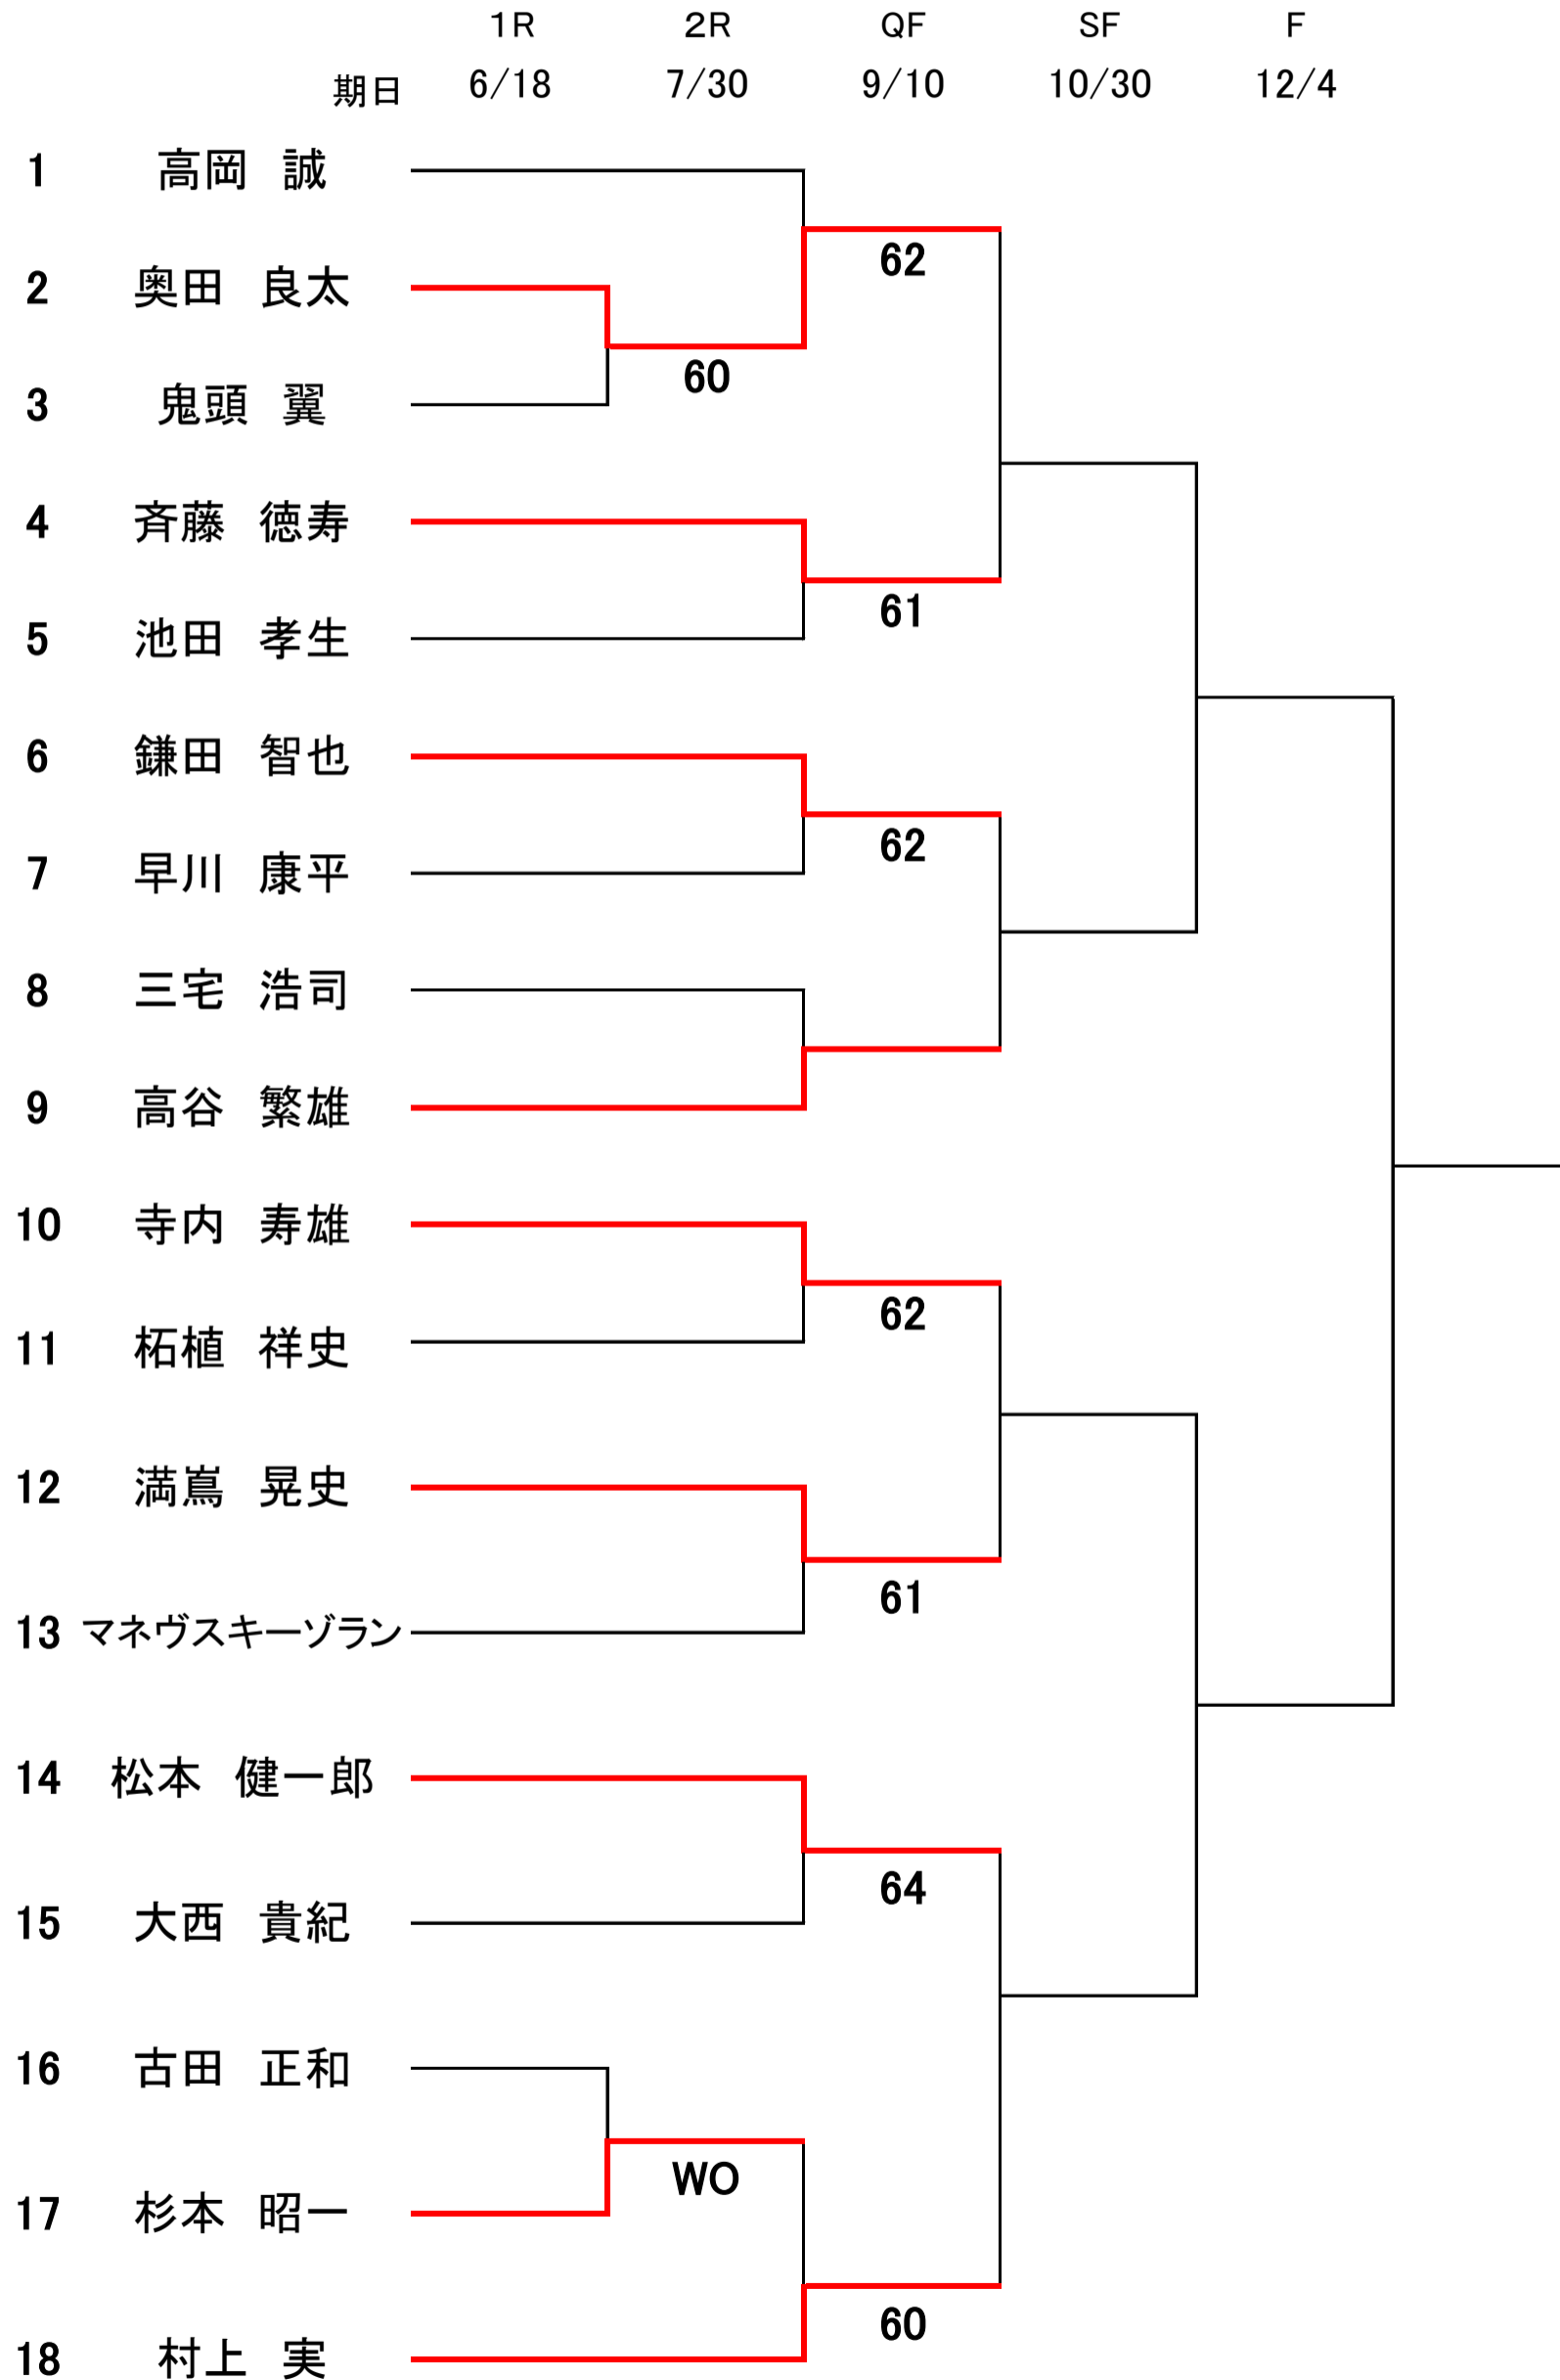 1R 2R QF SF F
期日 6/18 7/30 9/10 10/30 12/4
1 高岡 誠
62
2 奥田 良太
60
3 鬼頭 翼
4 斉藤 徳寿
61
5 池田 孝生
6 鎌田 智也
62
7 早川 康平
8 三宅 浩司
9 高谷 繁雄
10 寺内 寿雄
62
11 柘植 祥史
12 満嶌 晃史
61
13 マネヴスキーゾラン
14 松本 健一郎
64
15 大西 貴紀
16 古田 正和
WO
17 杉本 昭一
60
18 村上 実